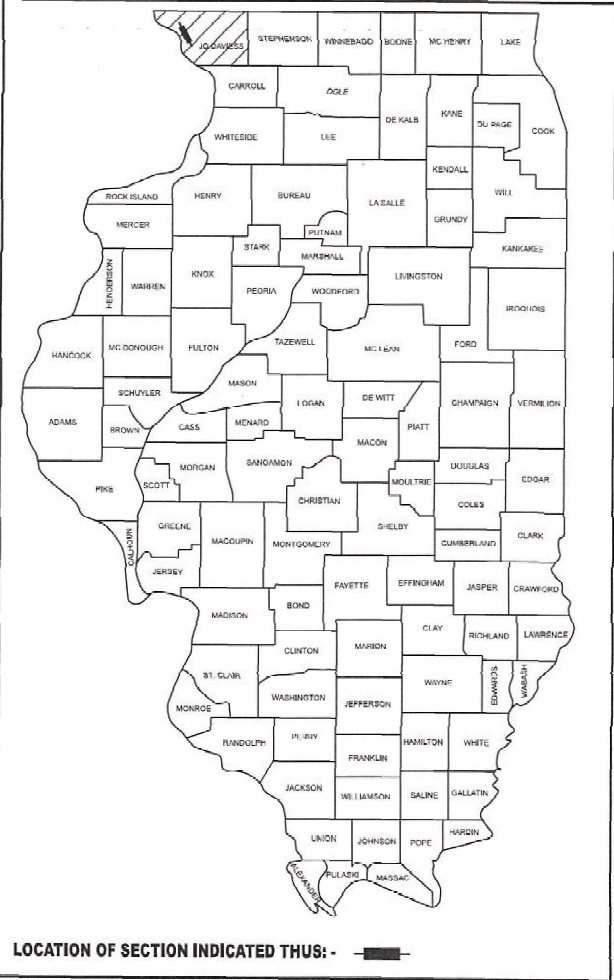 JO DAVIESS STEPHENSON WINNEBAGO BOONE MC HENRY LAKE
CARROLL OGLE
DE KALB KANE DU PAGE COOK
WHITESIDE LEE
KENDALL
ROCK ISLAND HENRY BUREAU LA SALLE WILL
MERCER PUTNAM GRUNDY
STARK MARSHALL KANKAKEE
HENDERSON WARREN KNOX PEORIA WOODFORD LIVINGSTON
IROQUOIS
HANCOCK MC DONOUGH FULTON TAZEWELL MC LEAN FORD
SCHUYLER MASON
LOGAN DE WITT CHAMPAIGN VERMILION
ADAMS BROWN CASS MENARD PIATT
MACON
SCOTT MORGAN SANGAMON DOUGLAS
PIKE MOULTRIE EDGAR
CHRISTIAN COLES
GREENE SHELBY
CALHOUN MACOUPIN MONTGOMERY CUMBERLAND CLARK
JERSEY
FAYETTE EFFINGHAM JASPER CRAWFORD
MADISON BOND
CLAY RICHLAND LAWRENCE
CLINTON MARION
ST. CLAIR WAYNE EDWARDS WABASH
MONROE WASHINGTON JEFFERSON
RANDOLPH PERRY HAMILTON WHITE
FRANKLIN
JACKSON WILLIAMSON SALINE GALLATIN
UNION JOHNSON POPE HARDIN
ALEXANDER PULASKI MASSAC
LOCATION OF SECTION INDICATED THUS: -